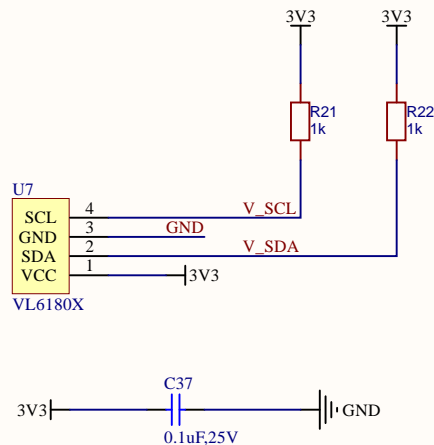 3V3 3V3
R21 R22
1k 1k
U7
SCL 4 V_SCL
GND 3 GND
SDA 2 V_SDA
VCC 1 3V3
VL6180X
C37
3V3 GND
0.1uF,25V